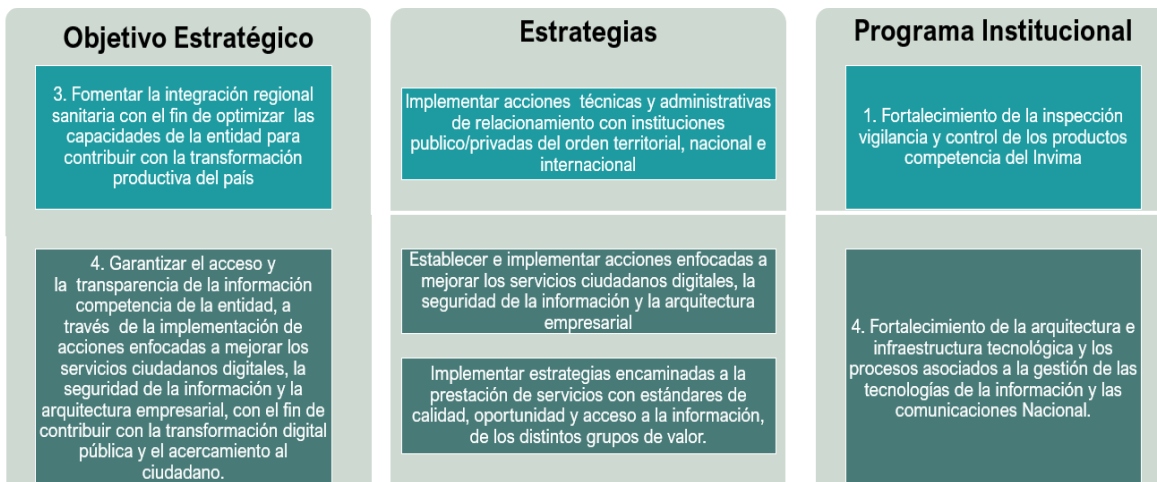 Objetivo Estratégico
3. Fomentar la integración regional
sanitaria con el fin de optimizar las
capacidades de la entidad para
contribuir con la transformación
productiva del país
4. Garantizar el acceso y
la transparencia de la información
competencia de la entidad, a
través de la implementación de
acciones enfocadas a mejorar los
servicios ciudadanos digitales, la
seguridad de la información y la
arquitectura empresarial, con el fin de
contribuir con la transformación digital
pública y el acercamiento al
ciudadano.
Estrategias
Implementar acciones técnicas y administrativas
de relacionamiento con instituciones
publico/privadas del orden territorial, nacional e
internacional
Establecer e implementar acciones enfocadas a
mejorar los servicios ciudadanos digitales, la
seguridad de la información y la arquitectura
empresarial
Implementar estrategias encaminadas a la
prestación de servicios con estándares de
calidad, oportunidad y acceso a la información,
de los distintos grupos de valor.
Programa Institucional
1. Fortalecimiento de la inspección
vigilancia y control de los productos
competencia del Invima
4. Fortalecimiento de la arquitectura e
infraestructura tecnológica y los
procesos asociados a la gestión de las
tecnologías de la información y las
comunicaciones Nacional.